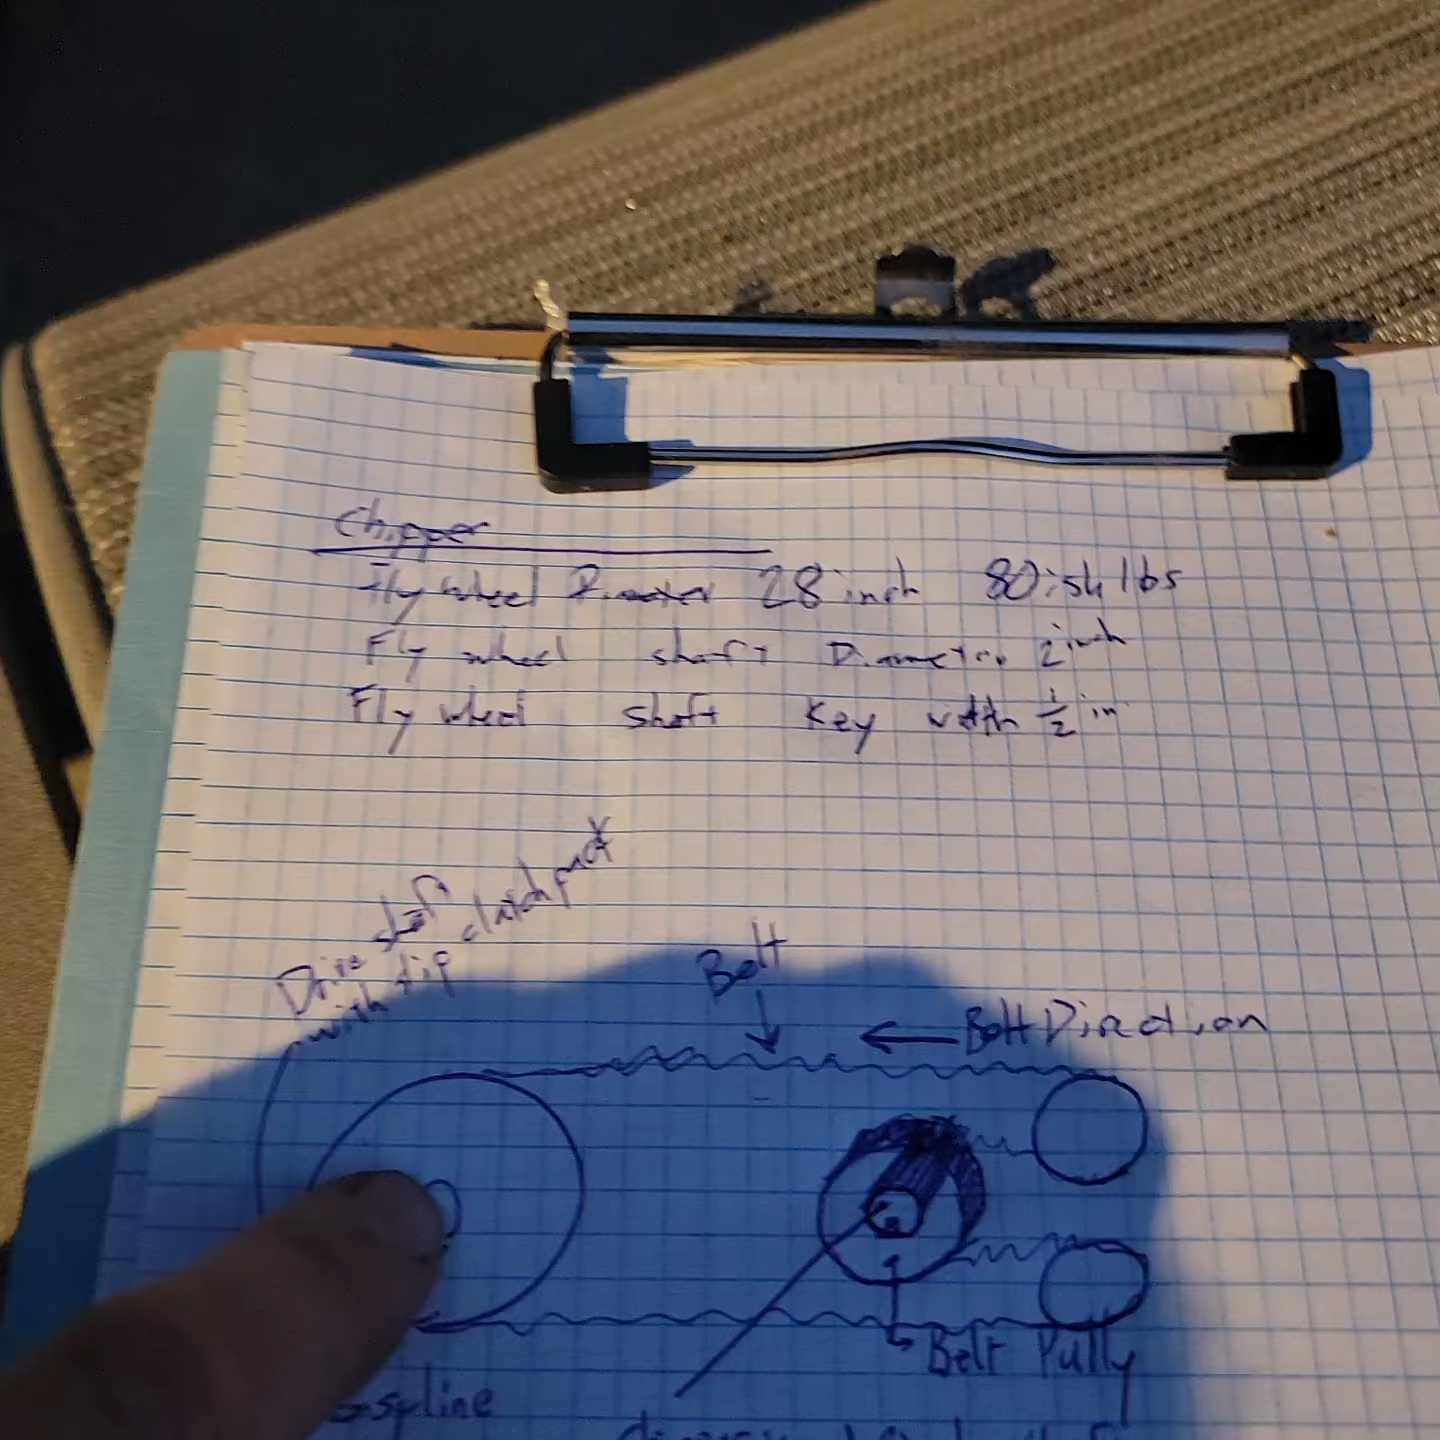 Chipper
Fly wheel Diameter 28 inch 80ish lbs
Fly wheel shaft Diameter 2 inch
Fly wheel shaft Key width 1/2 in
Drive shaft
with slip clutch pack
Belt
← Belt Direction
Belt Pully
spline